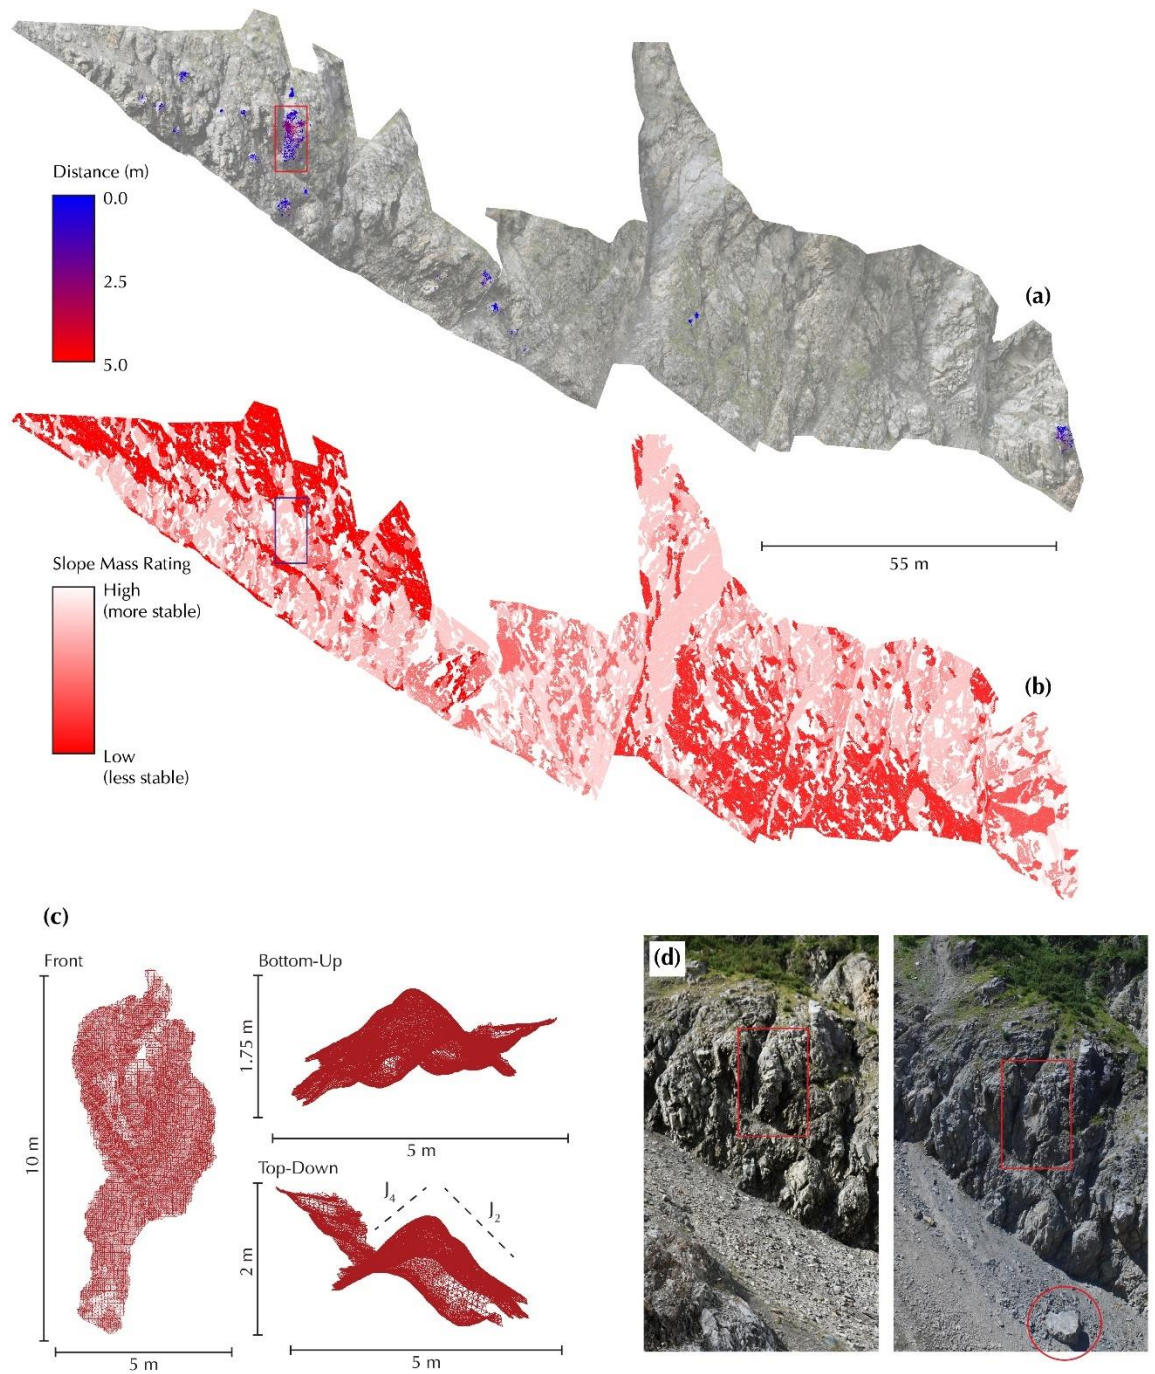 Distance (m)
0.0
2.5
5.0
(a)
55 m
Slope Mass Rating
High
(more stable)
Low
(less stable)
(b)
(c)
Front
10 m
5 m
Bottom-Up
1.75 m
5 m
Top-Down
J4
J2
2 m
5 m
(d)